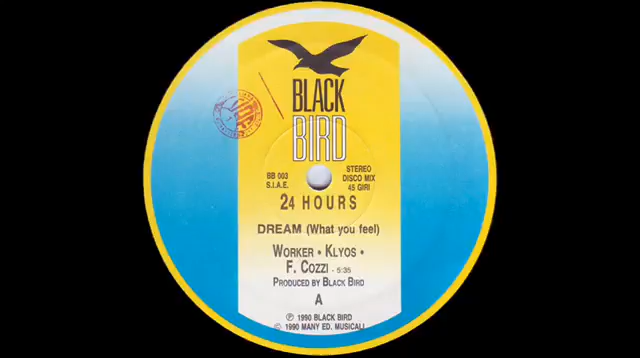 BLACK
BIRD
BB 003
S.I.A.E.
STEREO
DISCO MIX
45 GIRI
24 HOURS
DREAM (What you feel)
WORKER • KLYOS •
F. COZZI - 5:35
PRODUCED BY BLACK BIRD
A
℗ 1990 BLACK BIRD
© 1990 MANY ED. MUSICALI